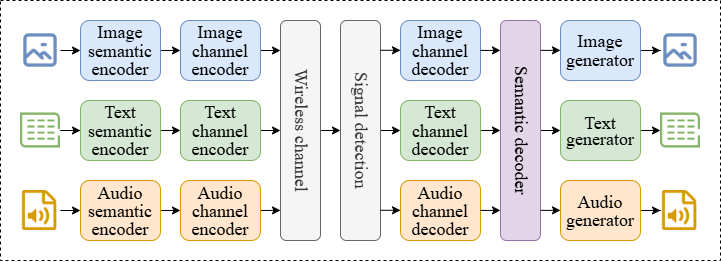 Image
semantic
encoder
Image
channel
encoder
Wireless channel
Signal detection
Image
channel
decoder
Semantic decoder
Image
generator
Text
semantic
encoder
Text
channel
encoder
Text
channel
decoder
Text
generator
Audio
semantic
encoder
Audio
channel
encoder
Audio
channel
decoder
Audio
generator